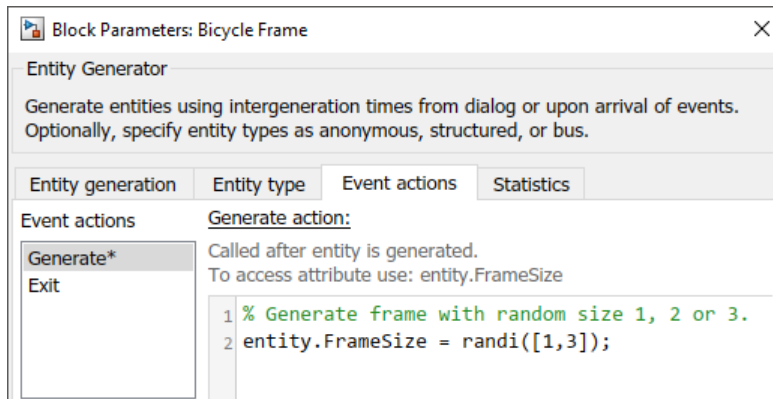 Block Parameters: Bicycle Frame
Entity Generator
Generate entities using intergeneration times from dialog or upon arrival of events.
Optionally, specify entity types as anonymous, structured, or bus.
Entity generation Entity type Event actions Statistics
Event actions
Generate*
Exit
Generate action:
Called after entity is generated.
To access attribute use: entity.FrameSize
1 % Generate frame with random size 1, 2 or 3.
2 entity.FrameSize = randi([1,3]);